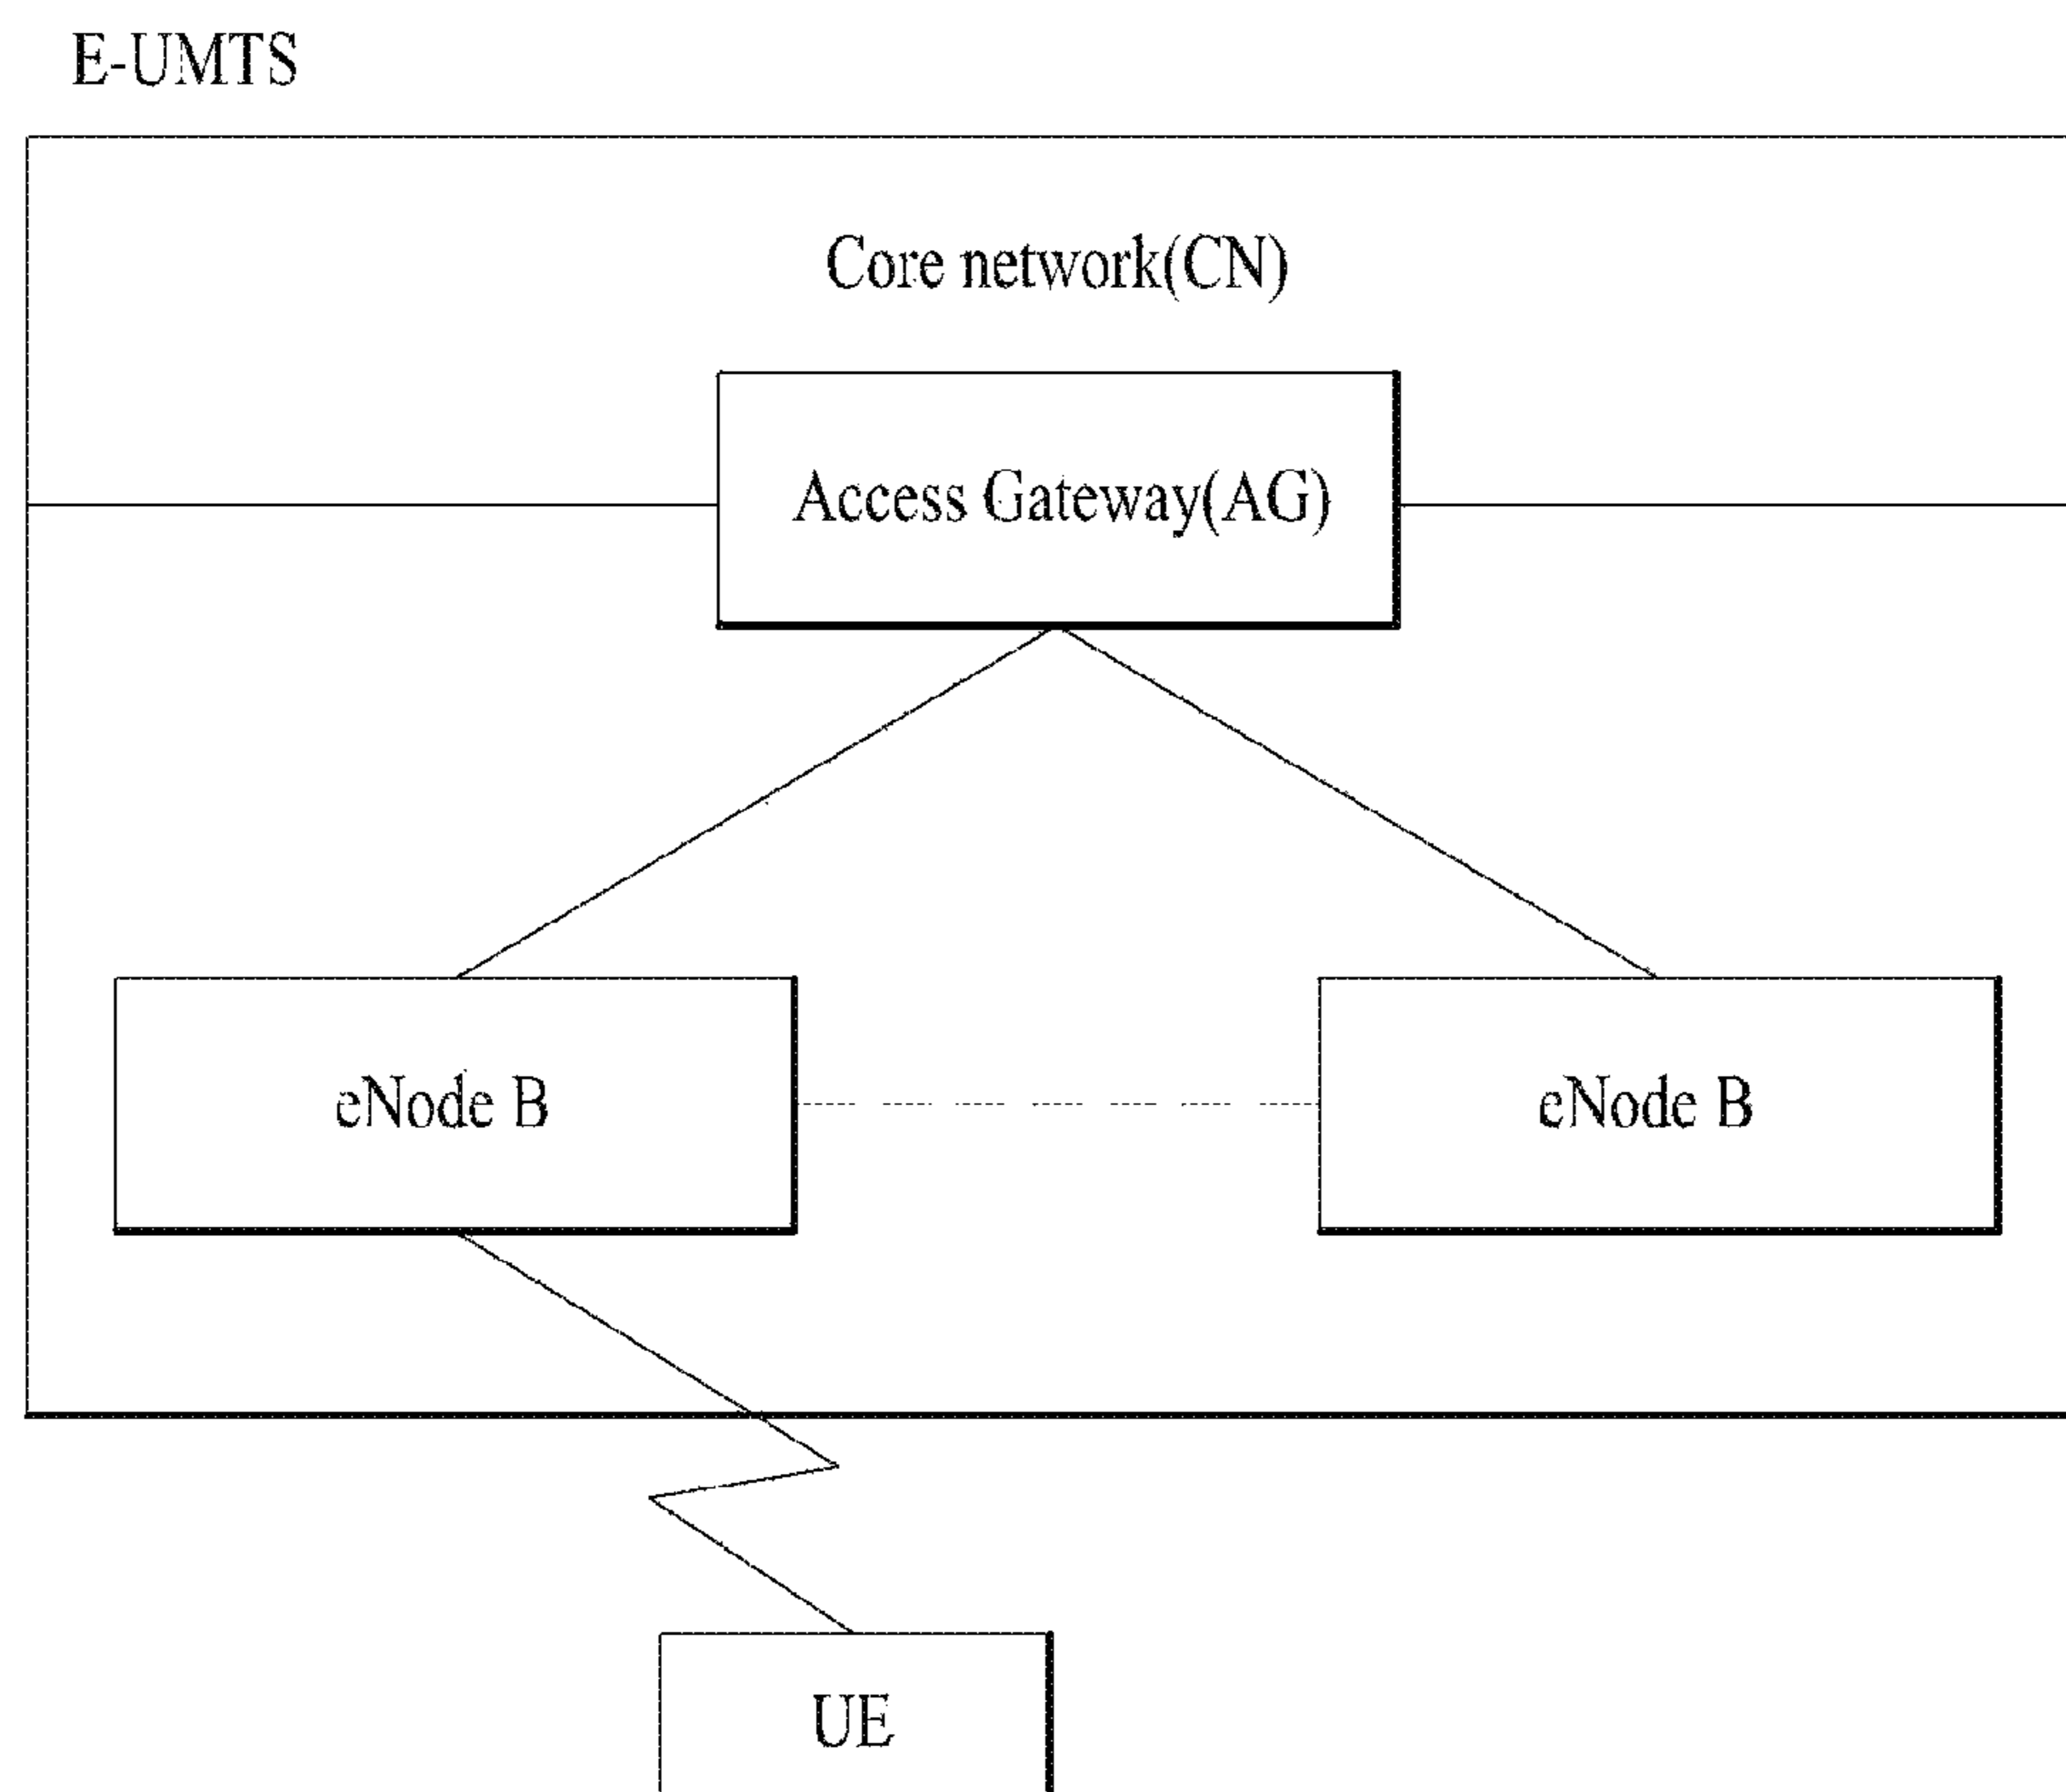 E-UMTS
Core network(CN)
Access Gateway(AG)
eNode B
eNode B
UE